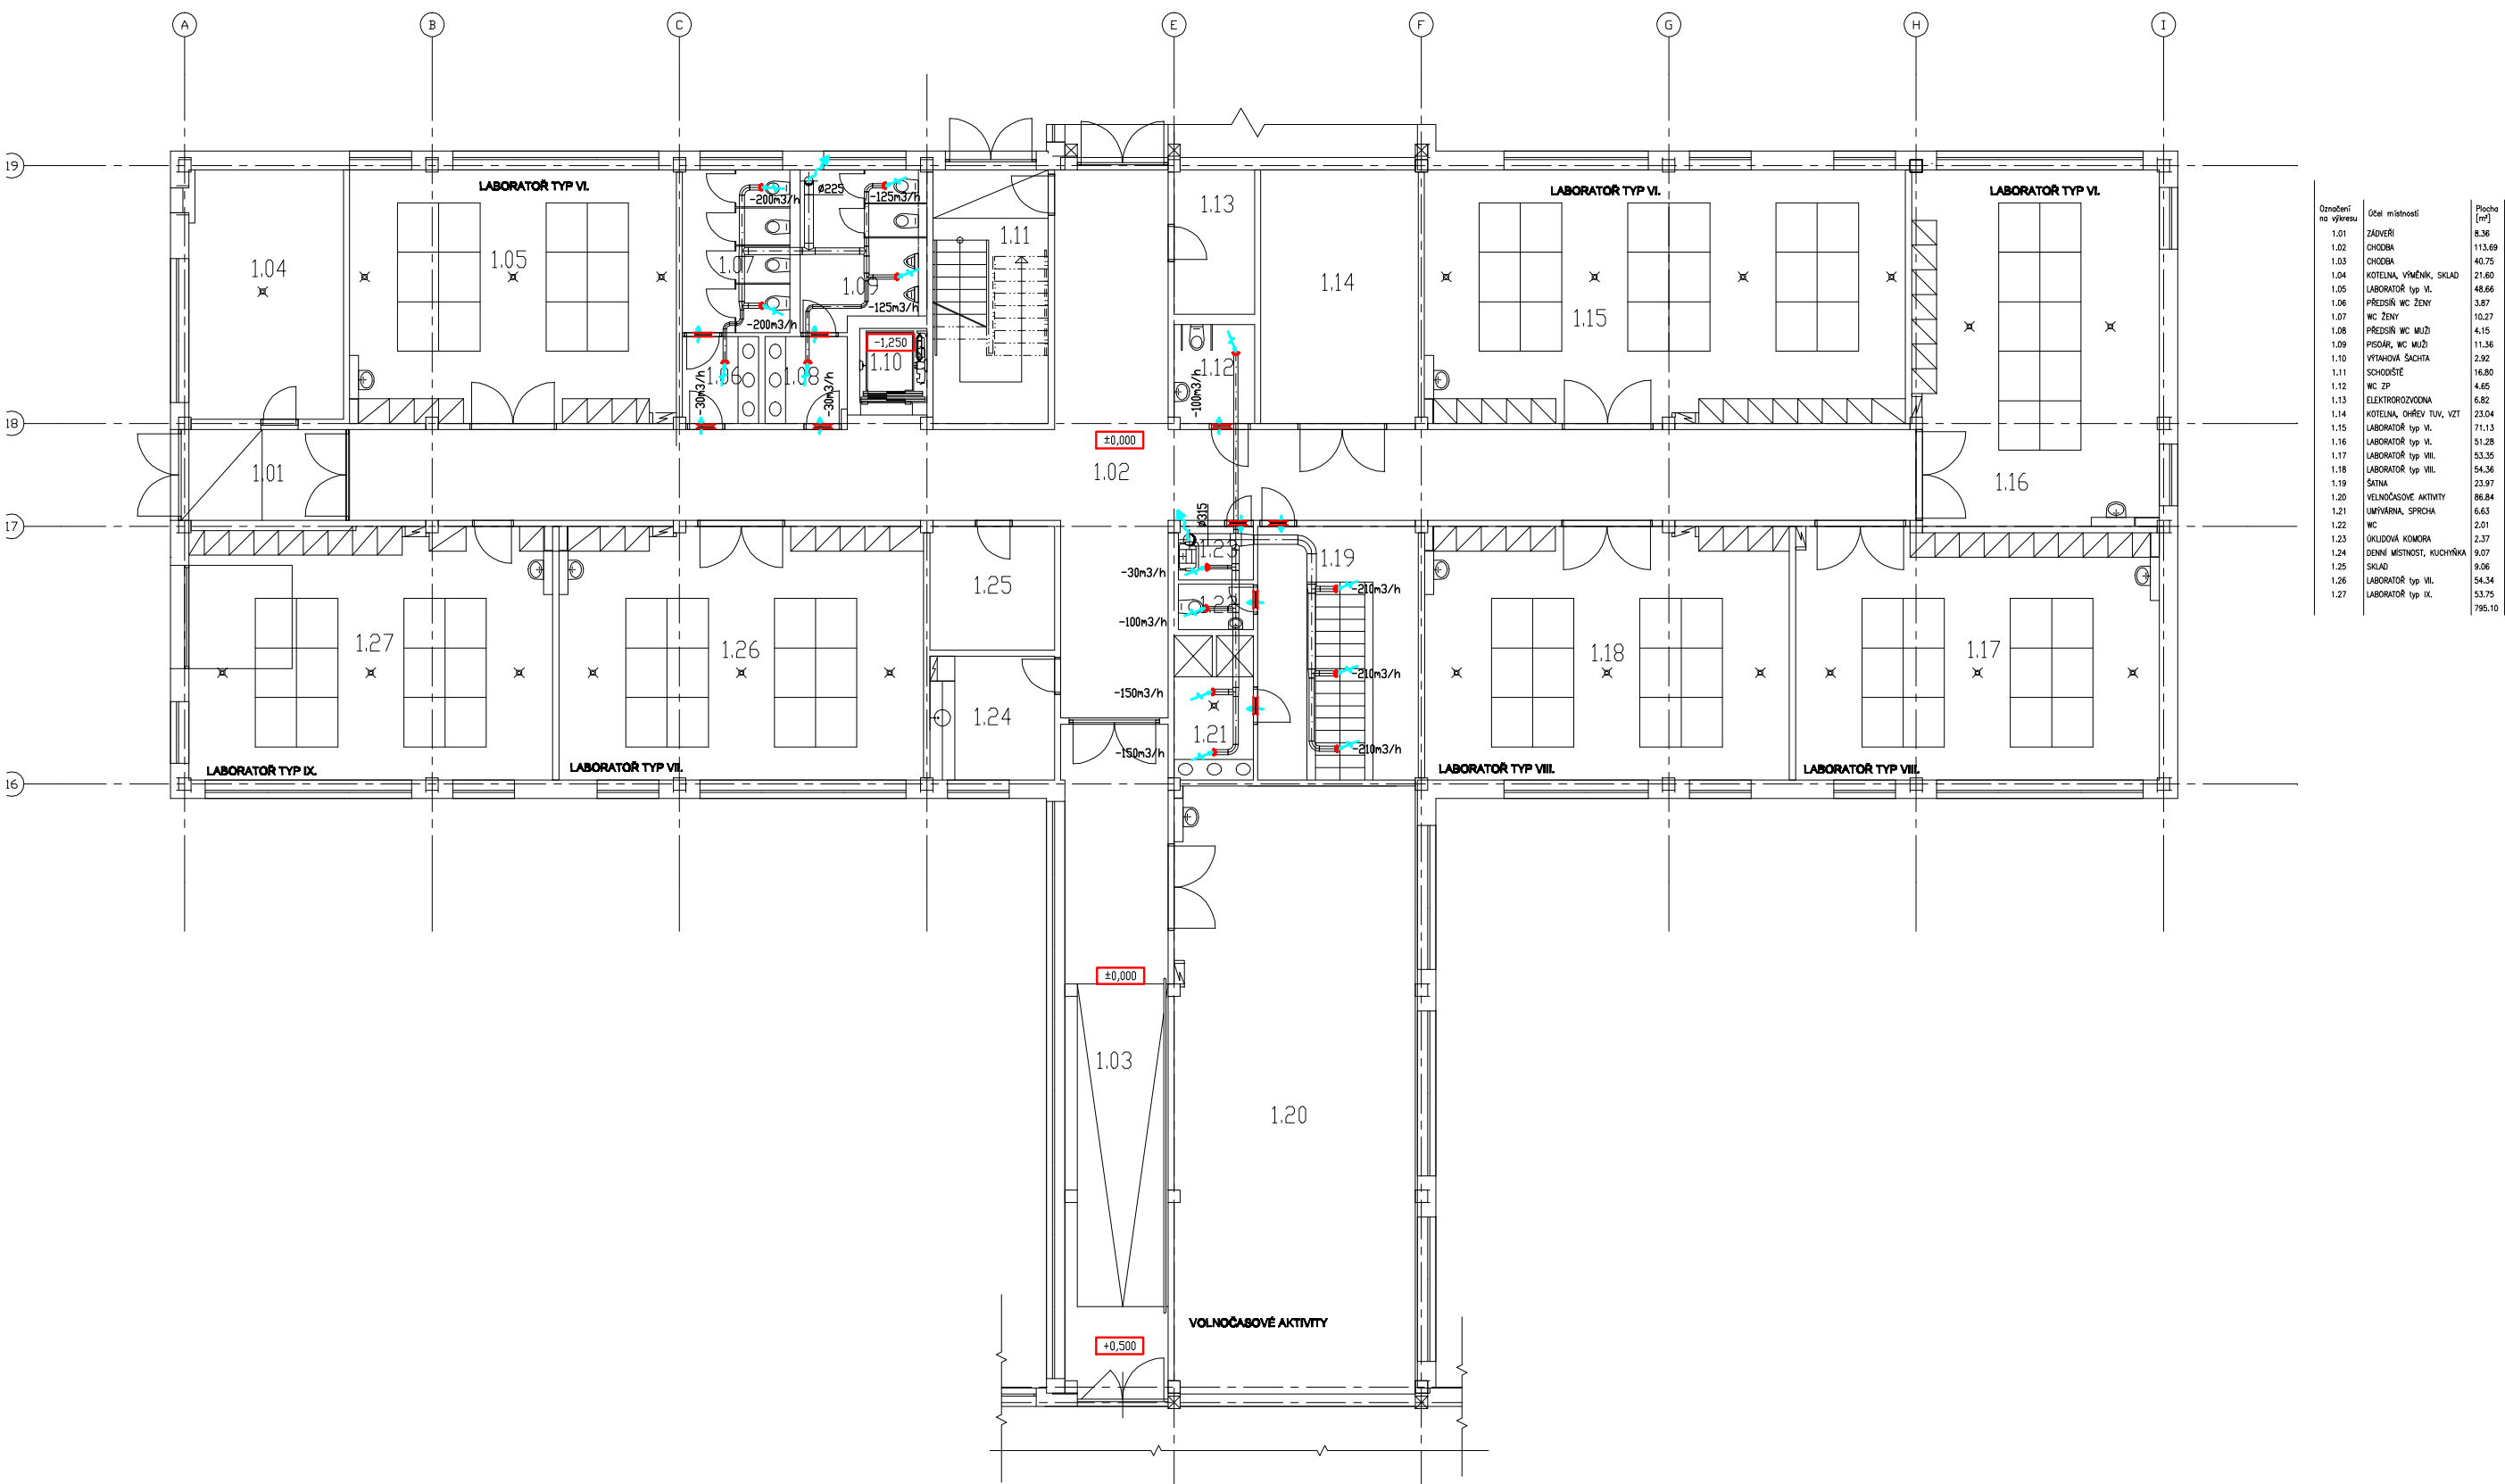 A
B
C
E
F
G
H
I
19
LABORATOŘ TYP VI.
ø225
-200m3/h
-125m3/h
LABORATOŘ TYP VI.
LABORATOŘ TYP VI.
1.13
1.11
1.04
1.05
1.07
1.09
1.14
1.15
-125m3/h
-200m3/h
-1,250
1.06
1.08
1.10
1.12
-30m3/h
-30m3/h
-100m3/h
18
±0,000
1.01
1.02
1.16
17
ø315
1.23
1.19
-30m3/h
1.25
1.22
-210m3/h
-100m3/h
1.27
1.26
1.18
1.17
-210m3/h
-150m3/h
1.24
1.21
-150m3/h
-210m3/h
LABORATOŘ TYP IX.
LABORATOŘ TYP VII.
LABORATOŘ TYP VIII.
LABORATOŘ TYP VIII.
16
±0,000
1.03
1.20
VOLNOČASOVÉ AKTIVITY
+0,500
Označení na výkresu Účel místnosti Plocha [m²]
1.01 ZÁDVEŘÍ 8.36
1.02 CHODBA 113.69
1.03 CHODBA 40.75
1.04 KOTELNA, VÝMĚNÍK, SKLAD 21.60
1.05 LABORATOŘ typ VI. 48.66
1.06 PŘEDSÍŇ WC ŽENY 3.87
1.07 WC ŽENY 10.27
1.08 PŘEDSÍŇ WC MUŽI 4.15
1.09 PISOÁR, WC MUŽI 11.36
1.10 VÝTAHOVÁ ŠACHTA 2.92
1.11 SCHODIŠTĚ 16.80
1.12 WC ZP 4.65
1.13 ELEKTROROZVODNA 6.82
1.14 KOTELNA, OHŘEV TUV, VZT 23.04
1.15 LABORATOŘ typ VI. 71.13
1.16 LABORATOŘ typ VI. 51.28
1.17 LABORATOŘ typ VIII. 53.35
1.18 LABORATOŘ typ VIII. 54.36
1.19 ŠATNA 23.97
1.20 VELNOČASOVÉ AKTIVITY 86.84
1.21 UMÝVÁRNA, SPRCHA 6.63
1.22 WC 2.01
1.23 ÚKLIDOVÁ KOMORA 2.37
1.24 DENNÍ MÍSTNOST, KUCHYŇKA 9.07
1.25 SKLAD 9.06
1.26 LABORATOŘ typ VII. 54.34
1.27 LABORATOŘ typ IX. 53.75
795.10